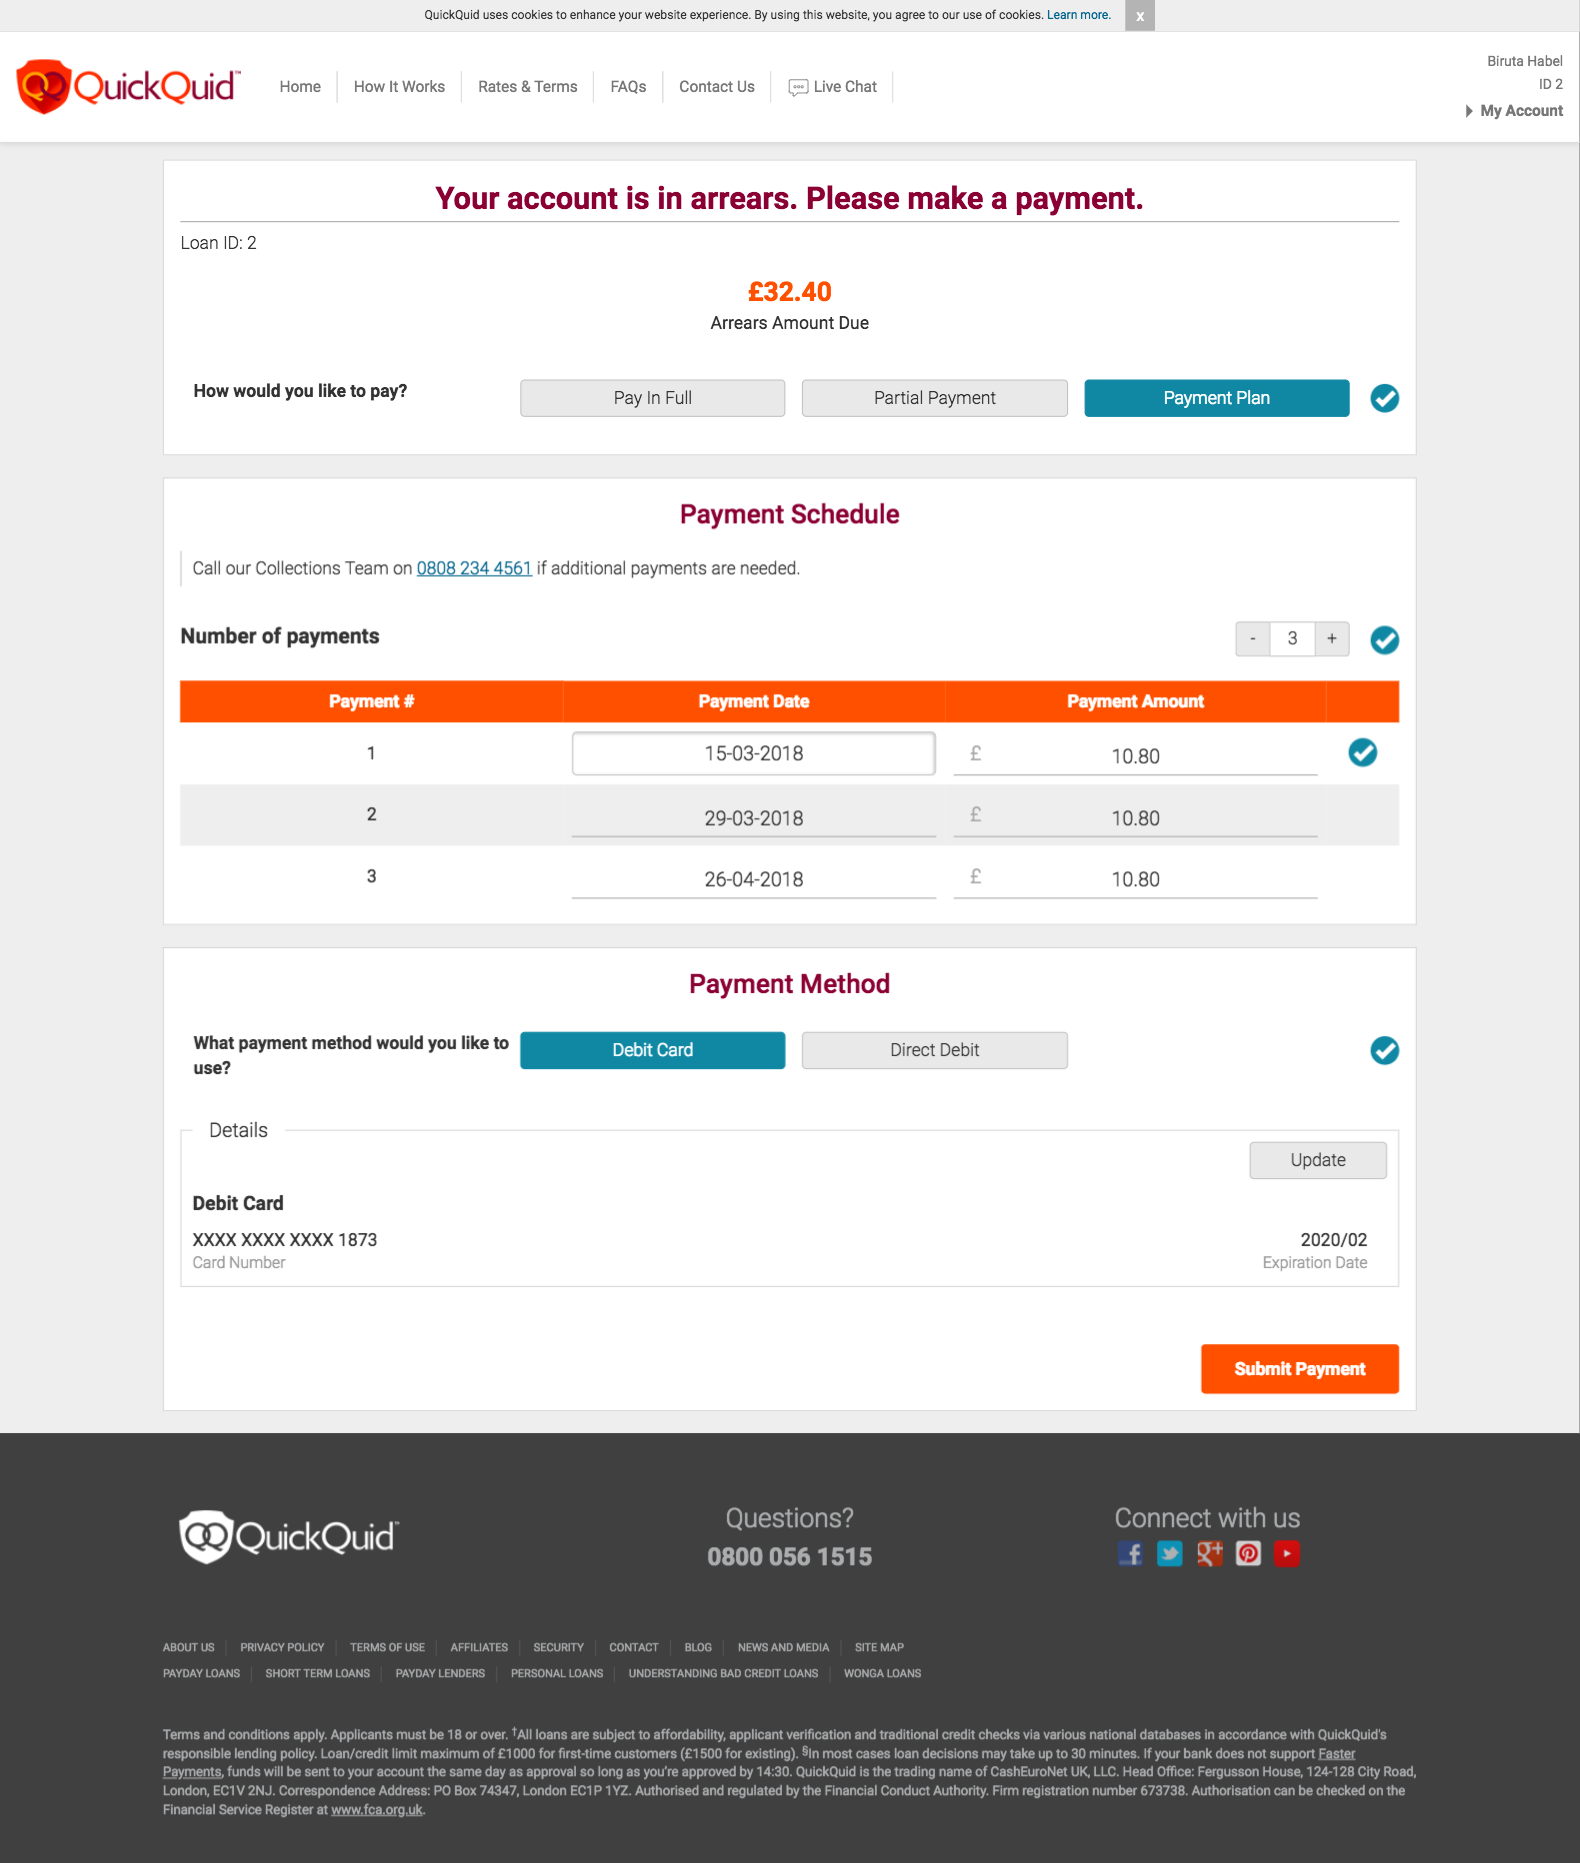 QuickQuid uses cookies to enhance your website experience. By using this website, you agree to our use of cookies. Learn more. x
QuickQuid™
Home
How It Works
Rates & Terms
FAQs
Contact Us
Live Chat
Biruta Habel
ID 2
My Account
Your account is in arrears. Please make a payment.
Loan ID: 2
£32.40
Arrears Amount Due
How would you like to pay? Pay In Full Partial Payment Payment Plan
Payment Schedule
Call our Collections Team on 0808 234 4561 if additional payments are needed.
Number of payments - 3 +
Payment # Payment Date Payment Amount
1 15-03-2018 £ 10.80
2 29-03-2018 £ 10.80
3 26-04-2018 £ 10.80
Payment Method
What payment method would you like to
use?
Debit Card Direct Debit
Details
Update
Debit Card
XXXX XXXX XXXX 1873 2020/02
Card Number Expiration Date
Submit Payment
QuickQuid™
Questions?
0800 056 1515
Connect with us
ABOUT US PRIVACY POLICY TERMS OF USE AFFILIATES SECURITY CONTACT BLOG NEWS AND MEDIA SITE MAP
PAYDAY LOANS SHORT TERM LOANS PAYDAY LENDERS PERSONAL LOANS UNDERSTANDING BAD CREDIT LOANS WONGA LOANS
Terms and conditions apply. Applicants must be 18 or over. †All loans are subject to affordability, applicant verification and traditional credit checks via various national databases in accordance with QuickQuid's
responsible lending policy. Loan/credit limit maximum of £1000 for first-time customers (£1500 for existing). §In most cases loan decisions may take up to 30 minutes. If your bank does not support Faster
Payments, funds will be sent to your account the same day as approval so long as you're approved by 14:30. QuickQuid is the trading name of CashEuroNet UK, LLC. Head Office: Fergusson House, 124-128 City Road,
London, EC1V 2NJ. Correspondence Address: PO Box 74347, London EC1P 1YZ. Authorised and regulated by the Financial Conduct Authority. Firm registration number 673738. Authorisation can be checked on the
Financial Service Register at www.fca.org.uk.